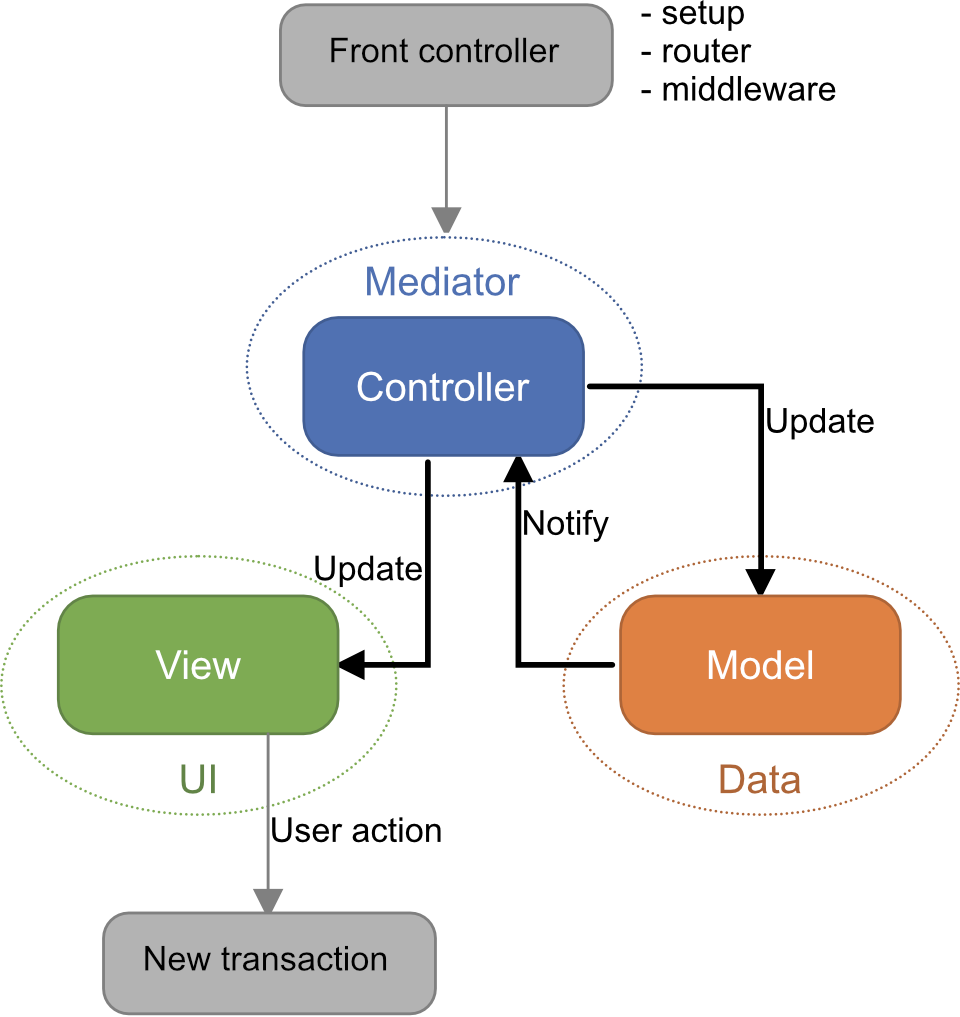 Front controller
- setup
- router
- middleware
Mediator
Controller
Update
Notify
Update
View
Model
UI
Data
User action
New transaction